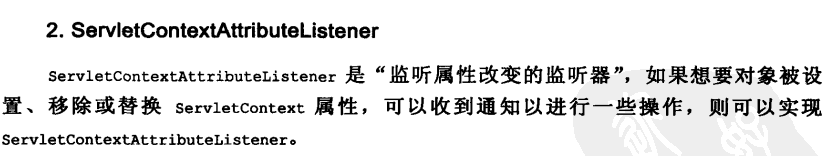 2. ServletContextAttributeListener
ServletContextAttributeListener 是“监听属性改变的监听器”，如果想要对象被设
置、移除或替换 ServletContext 属性，可以收到通知以进行一些操作，则可以实现
ServletContextAttributeListener。